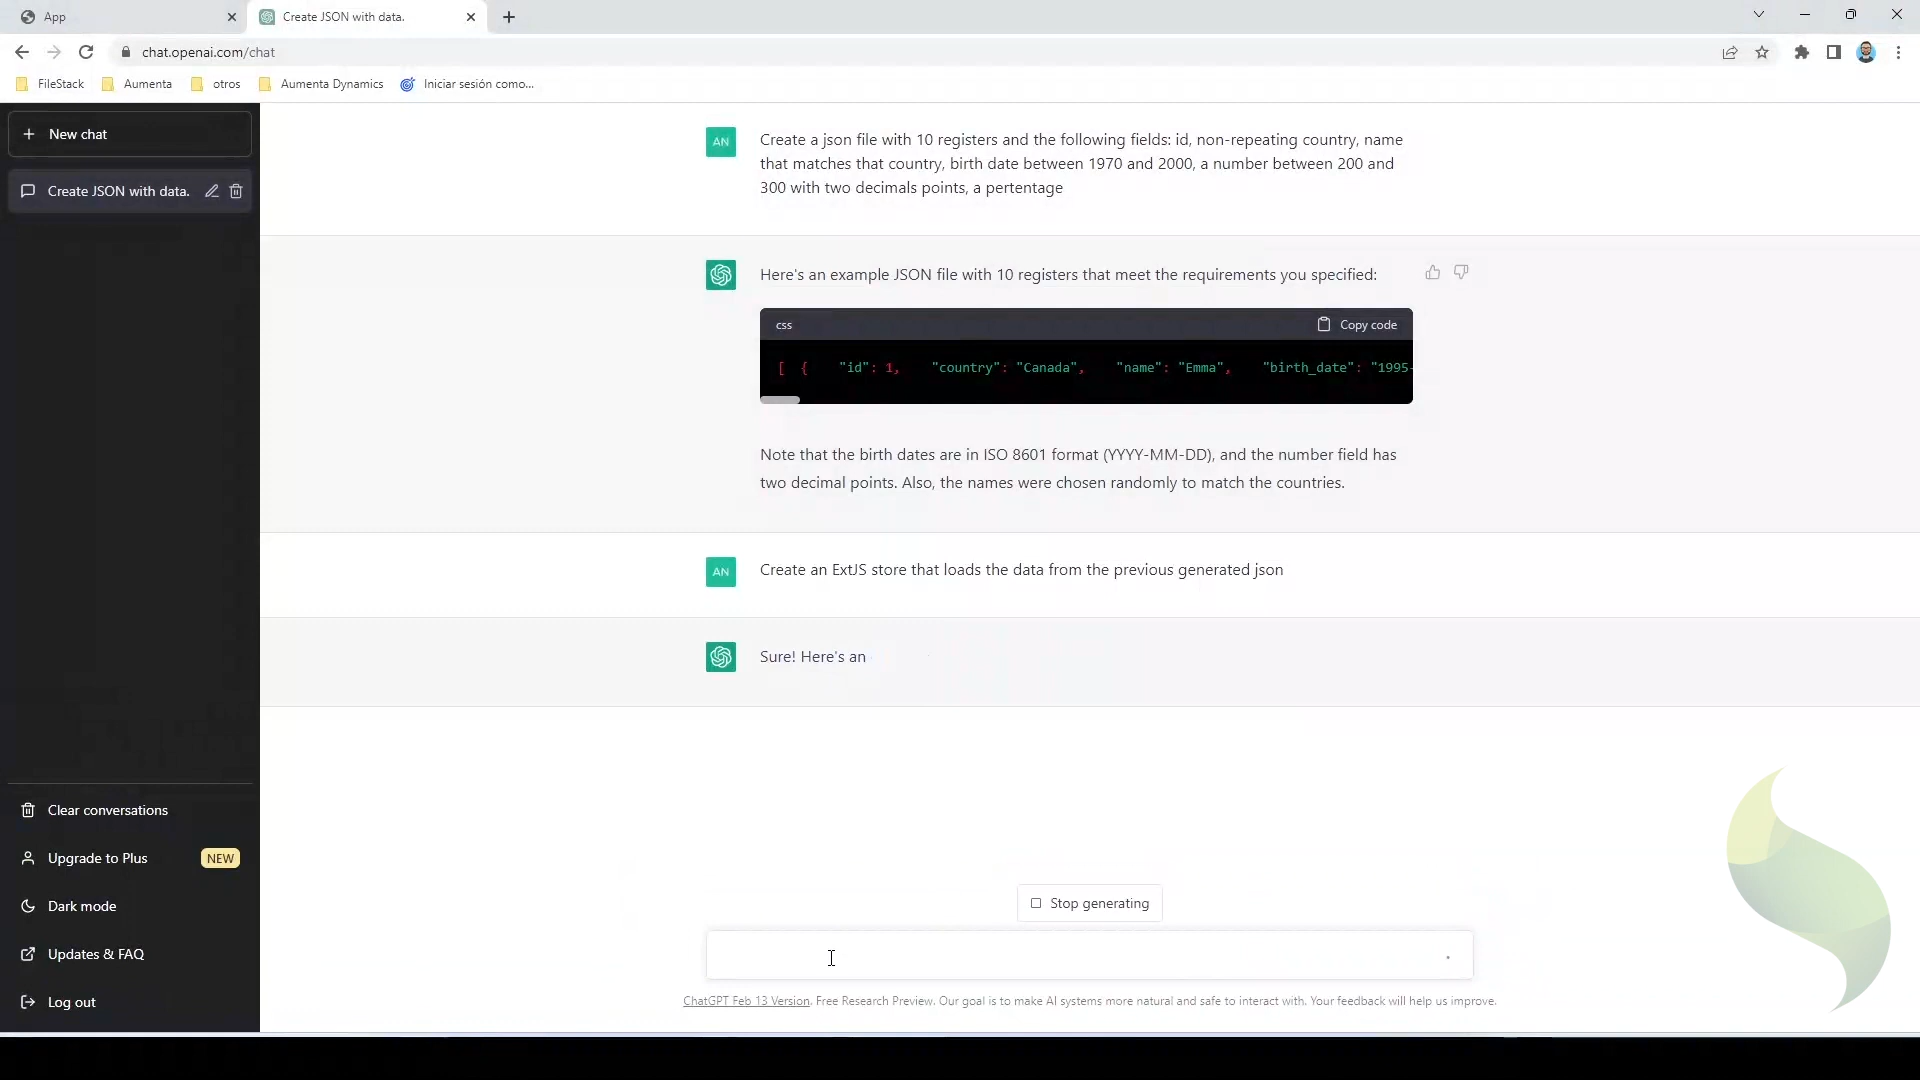 App
Create JSON with data.
chat.openai.com/chat
FileStack
Aumenta
otros
Aumenta Dynamics
Iniciar sesión como...
New chat
Create JSON with data.
AN
Create a json file with 10 registers and the following fields: id, non-repeating country, name
that matches that country, birth date between 1970 and 2000, a number between 200 and
300 with two decimals points, a pertentage
Here's an example JSON file with 10 registers that meet the requirements you specified:
css
Copy code
[ { "id": 1, "country": "Canada", "name": "Emma", "birth_date": "1995-
Note that the birth dates are in ISO 8601 format (YYYY-MM-DD), and the number field has
two decimal points. Also, the names were chosen randomly to match the countries.
AN
Create an ExtJS store that loads the data from the previous generated json
Sure! Here's an
Clear conversations
Upgrade to Plus
NEW
Dark mode
Updates & FAQ
Log out
Stop generating
ChatGPT Feb 13 Version. Free Research Preview. Our goal is to make AI systems more natural and safe to interact with. Your feedback will help us improve.